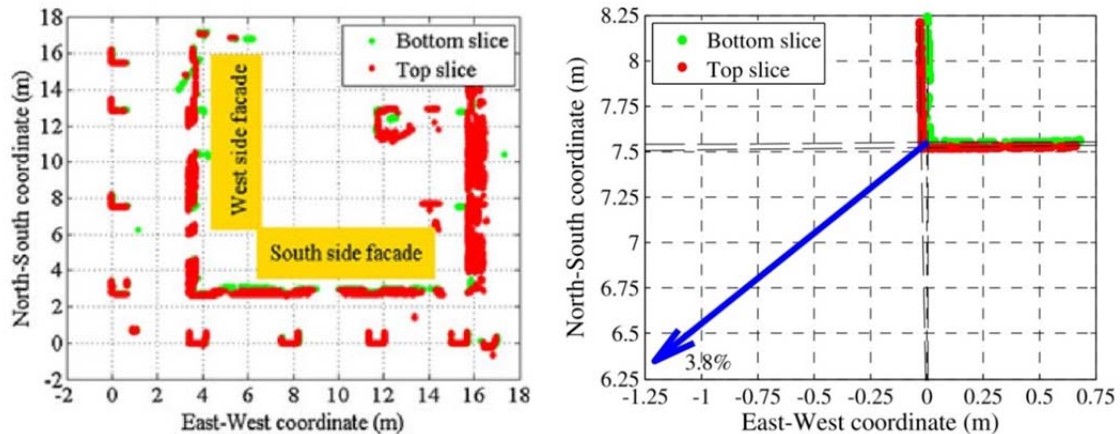 18
16
14
12
10
8
6
4
2
0
-2
North-South coordinate (m)
Bottom slice
Top slice
West side facade
South side facade
-2 0 2 4 6 8 10 12 14 16 18
East-West coordinate (m)
8.25
8
7.75
7.5
7.25
7
6.75
6.5
6.25
North-South coordinate (m)
Bottom slice
Top slice
3.8%
-1.25 -1 -0.75 -0.5 -0.25 0 0.25 0.5 0.75
East-West coordinate (m)